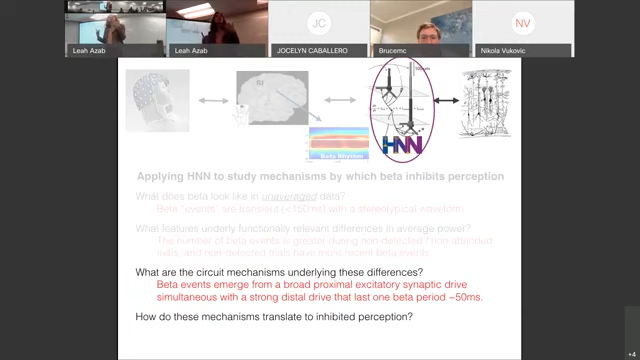 JC
NV
Leah Azab
Leah Azab
JOCELYN CABALLERO
Brucemc
Nikola Vukovic
SI
Beta Rhythm
HNN
Applying HNN to study mechanisms by which beta inhibits perception
What does beta look like in unaveraged data?
Beta "events" are transient (<150ms) with a stereotypical waveform.
What features underly functionally relevant differences in average power?
The number of beta events is greater during non-detected / non-attended
trials, and non-detected trials have more recent beta events.
What are the circuit mechanisms underlying these differences?
Beta events emerge from a broad proximal excitatory synaptic drive
simultaneous with a strong distal drive that last one beta period ~50ms.
How do these mechanisms translate to inhibited perception?
+4